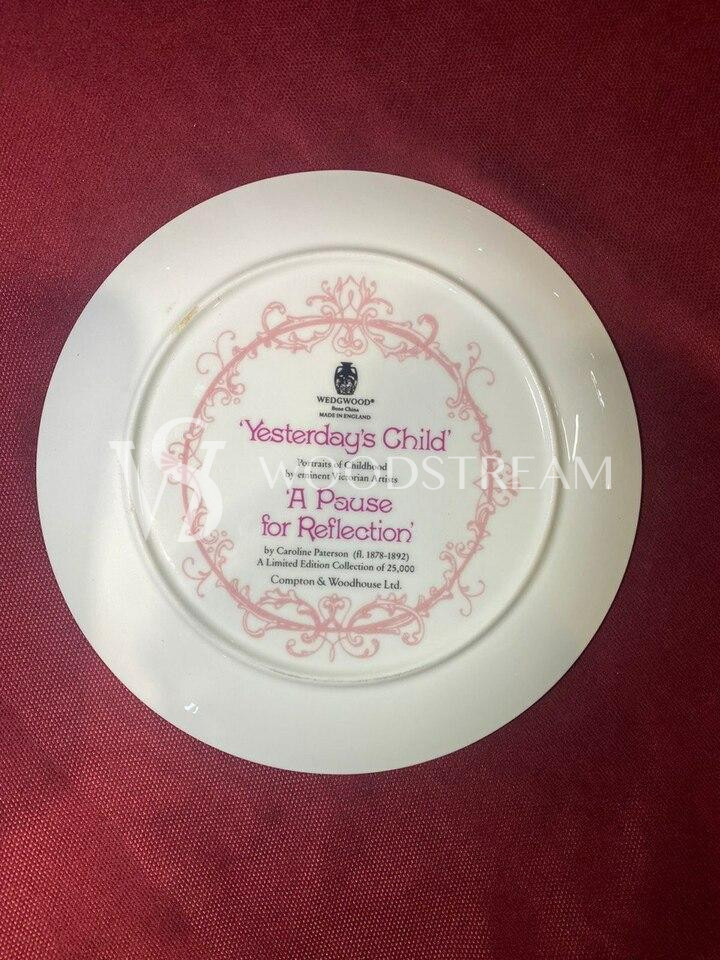 WEDGWOOD®
Bone China
MADE IN ENGLAND
'Yesterday's Child'
Portraits of Childhood
by eminent Victorian Artists
WS WOODSTREAM
'A Pause
for Reflection'
by Caroline Paterson (fl. 1878-1892)
A Limited Edition Collection of 25,000
Compton & Woodhouse Ltd.